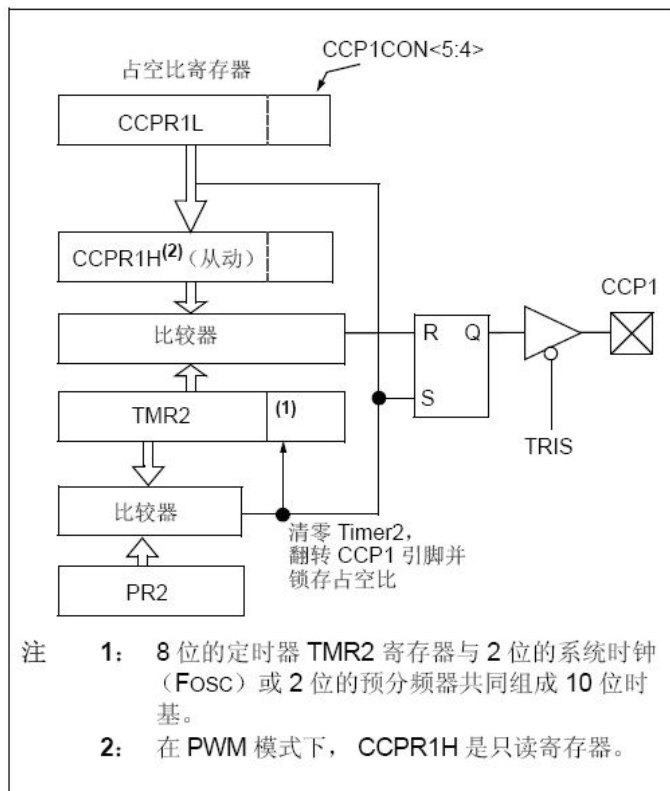 CCP1CON<5:4>
占空比寄存器
CCPR1L
CCPR1H(2)（从动）
CCP1
比较器
R Q
S
TMR2 (1)
TRIS
比较器
清零 Timer2，
翻转 CCP1 引脚并
锁存占空比
PR2
注 1： 8 位的定时器 TMR2 寄存器与 2 位的系统时钟
（FOSC）或 2 位的预分频器共同组成 10 位时
基。
2： 在 PWM 模式下， CCPR1H 是只读寄存器。